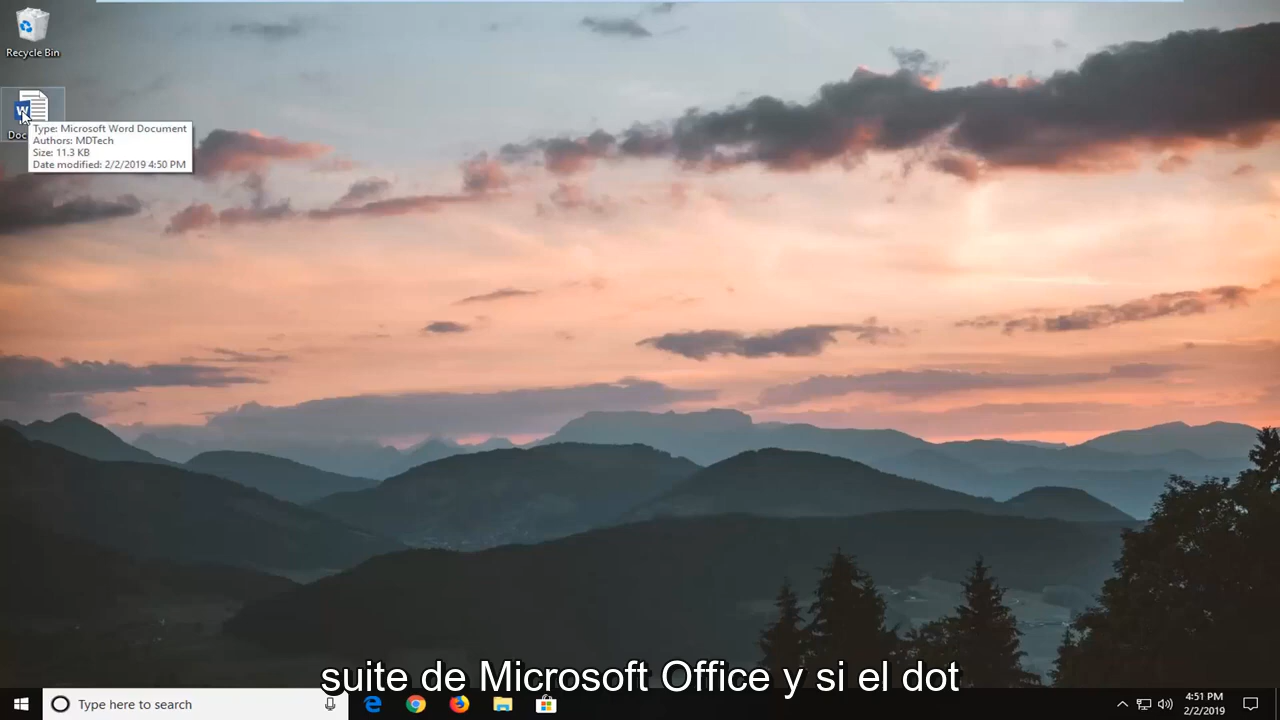 Recycle Bin
W
Doc
Type: Microsoft Word Document
Authors: MDTech
Size: 11.3 KB
Date modified: 2/2/2019 4:50 PM
suite de Microsoft Office y si el dot
Type here to search
4:51 PM
2/2/2019